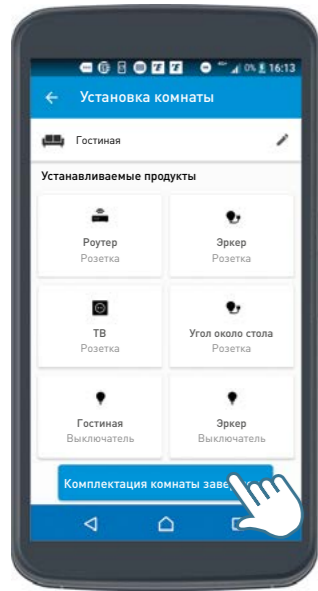 0% 16:13
Установка комнаты
Гостиная
Устанавливаемые продукты
Роутер
Розетка
Эркер
Розетка
ТВ
Розетка
Угол около стола
Розетка
Гостиная
Выключатель
Эркер
Выключатель
Комплектация комнаты